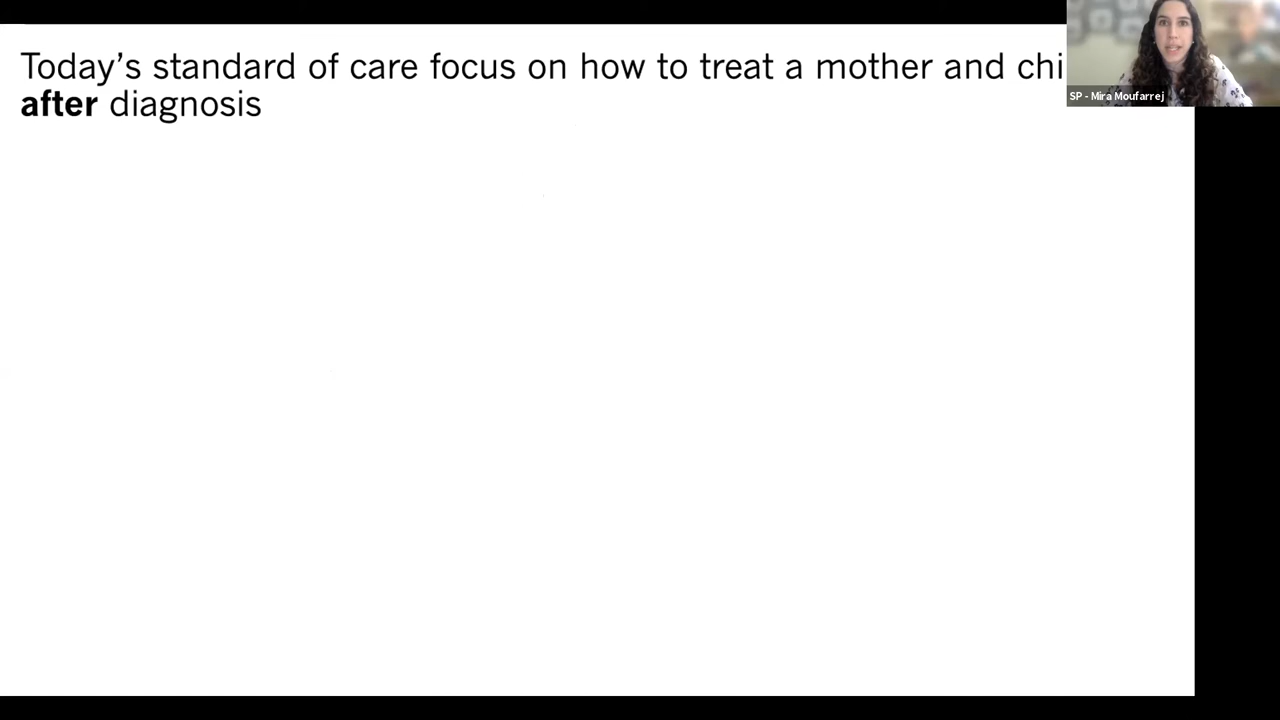 Today’s standard of care focus on how to treat a mother and chi
after diagnosis
SP - Mira Moufarrej